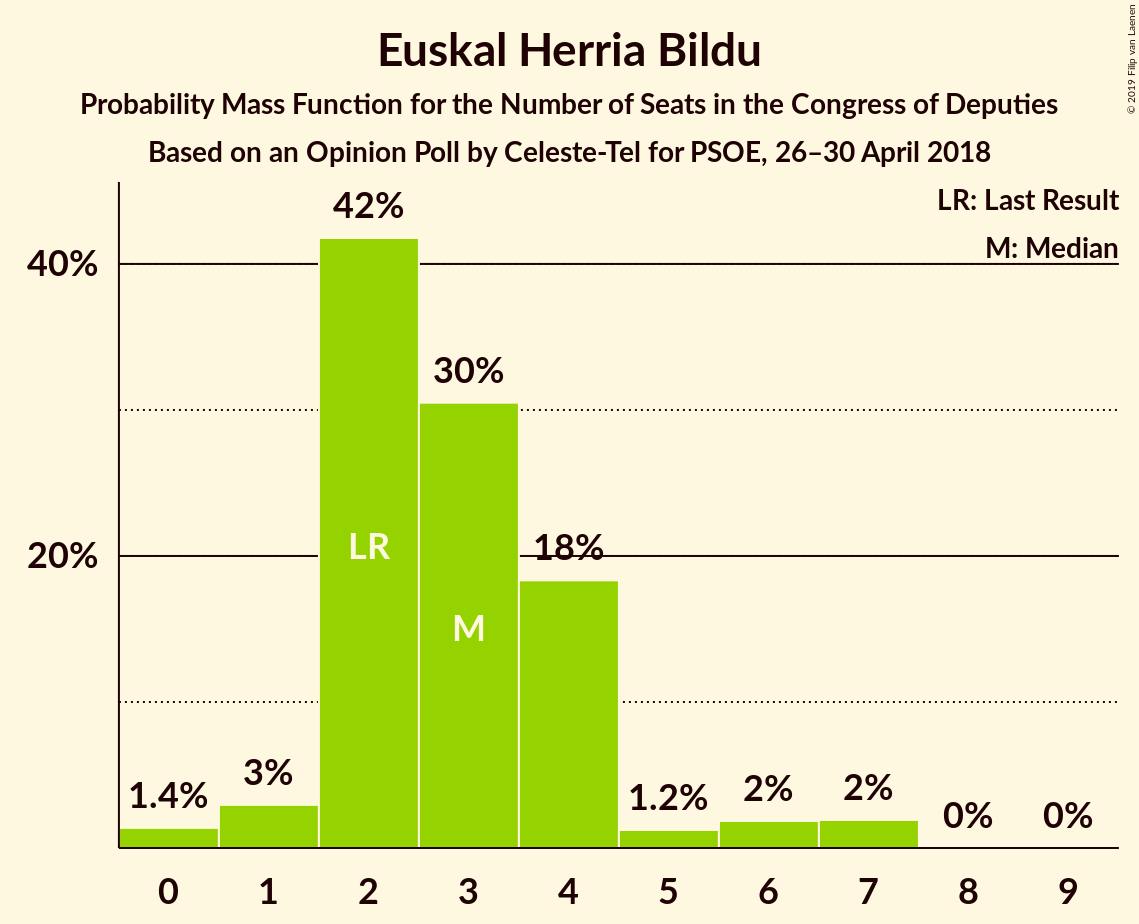 Euskal Herria Bildu
Probability Mass Function for the Number of Seats in the Congress of Deputies
Based on an Opinion Poll by Celeste-Tel for PSOE, 26–30 April 2018
© 2019 Filip van Laenen
LR: Last Result
M: Median
40%
20%
1.4%
3%
42%
30%
18%
1.2%
2%
2%
0%
0%
LR
M
0 1 2 3 4 5 6 7 8 9